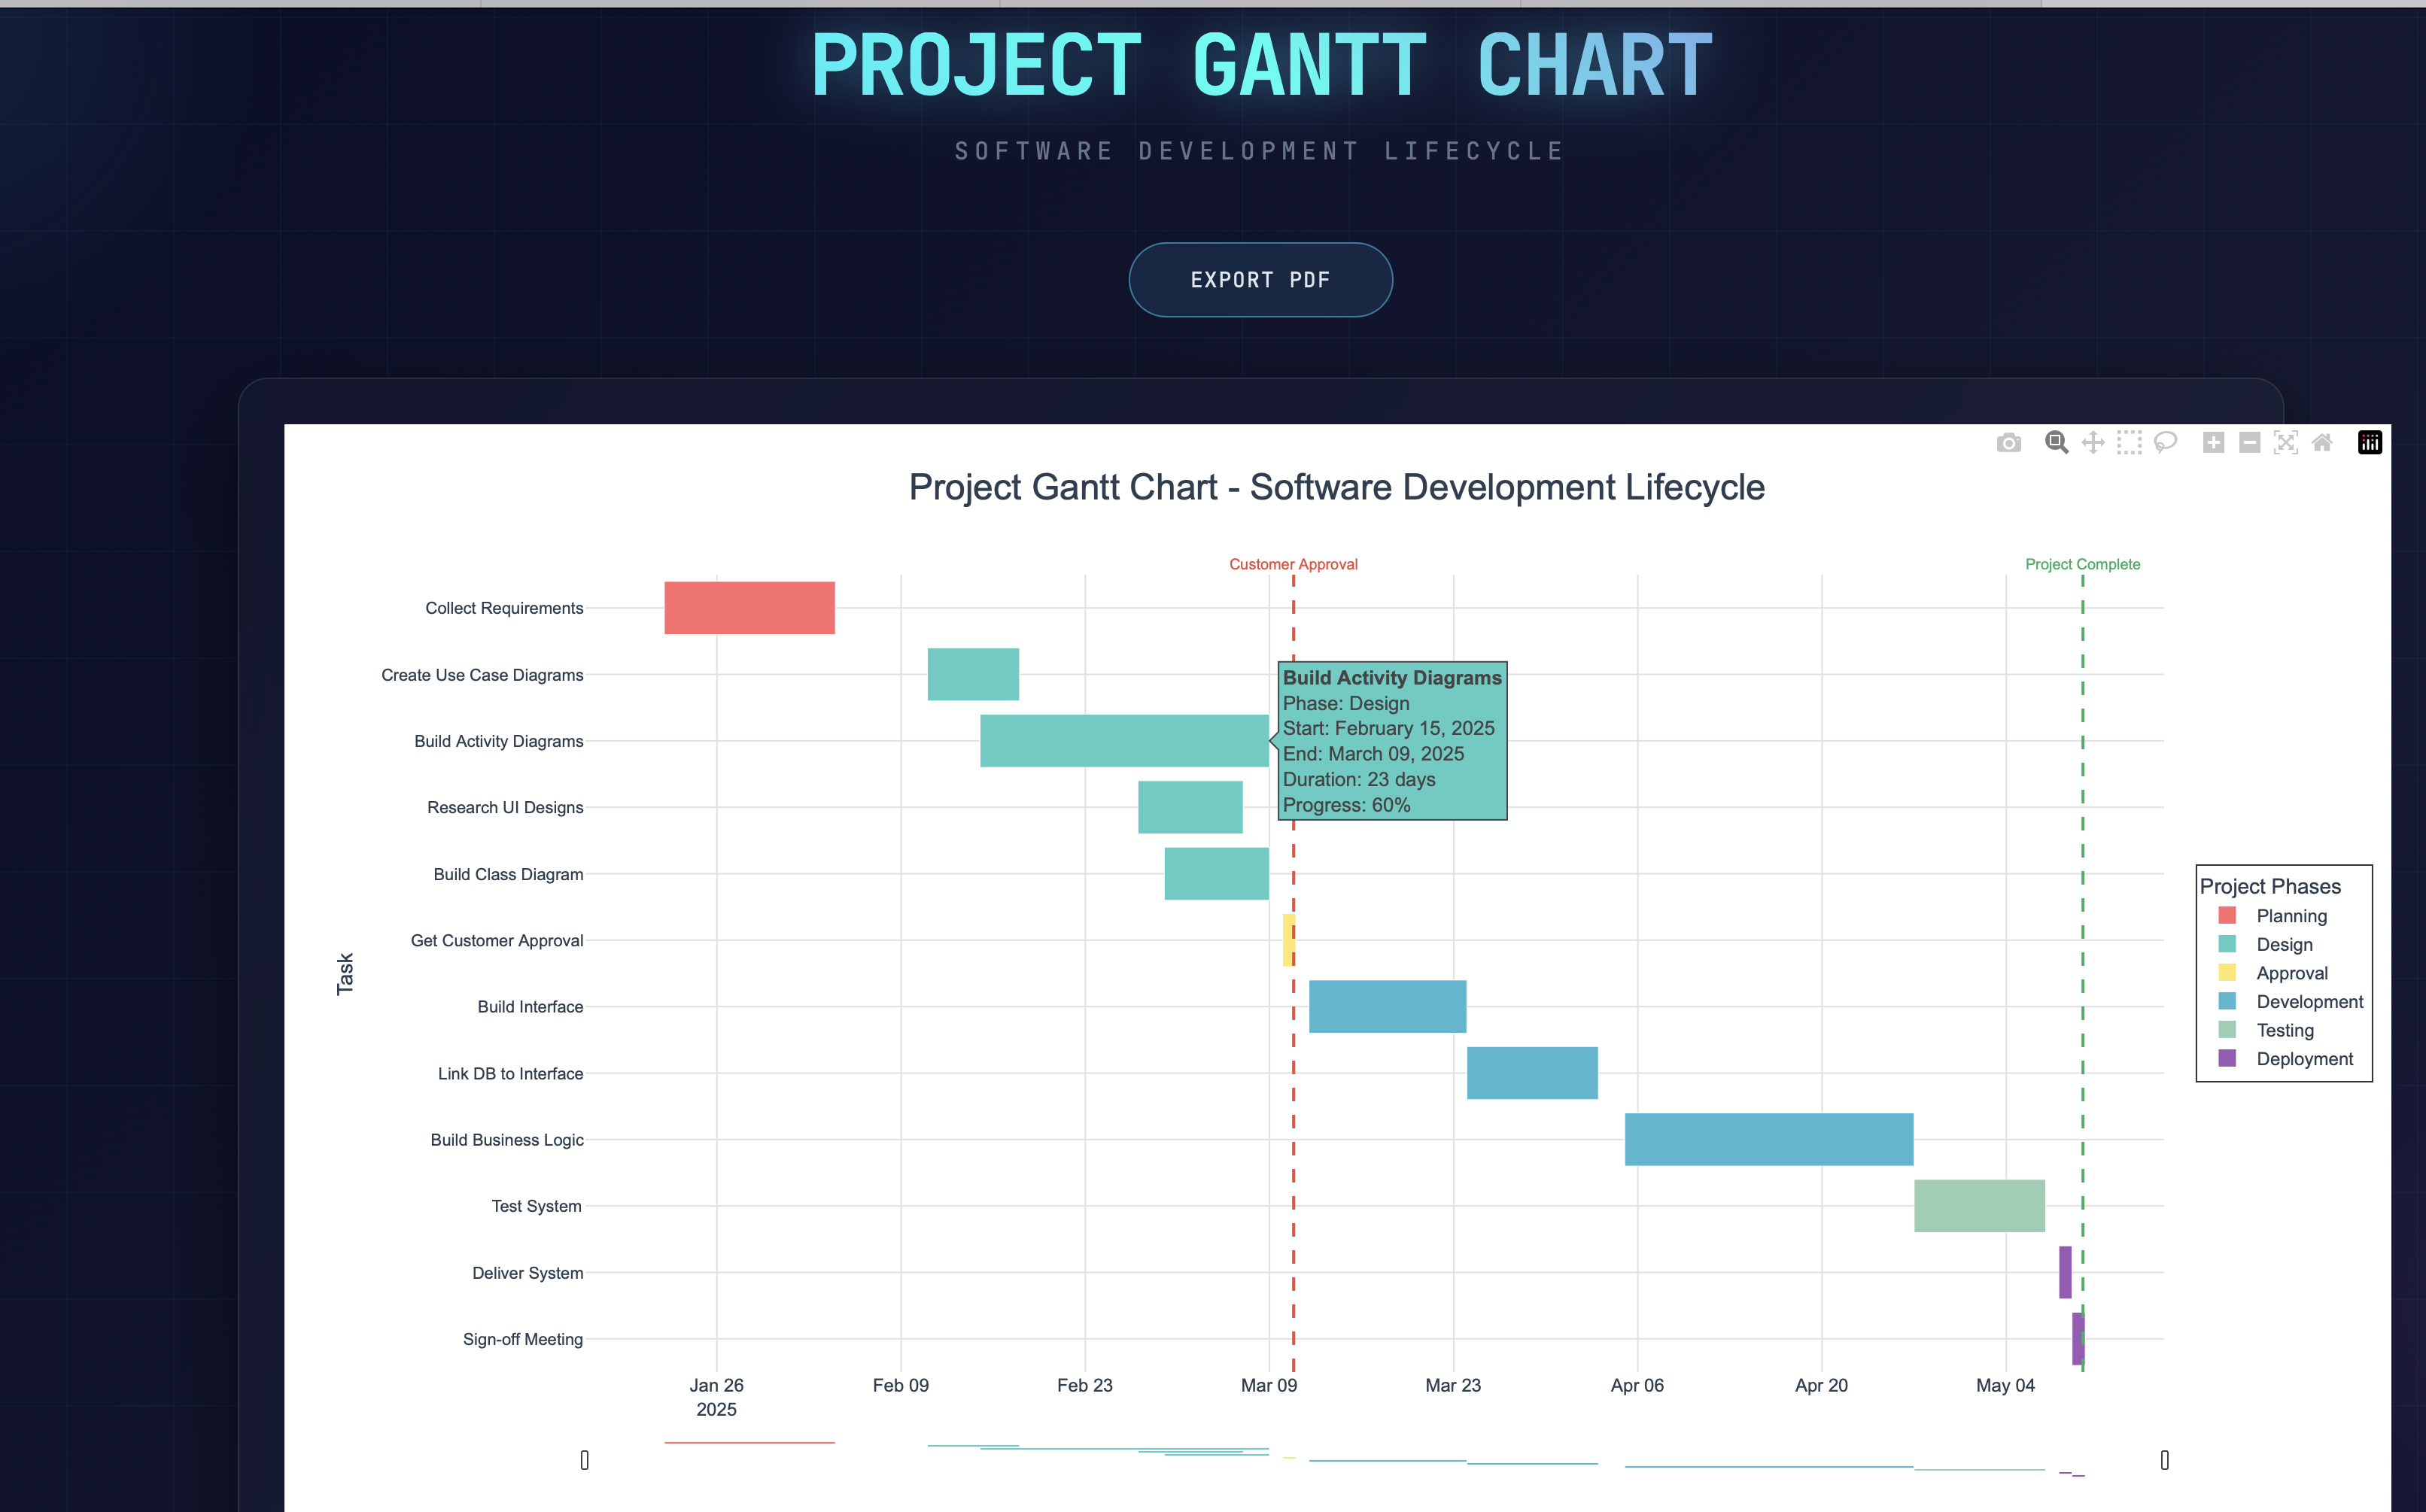 PROJECT GANTT CHART
SOFTWARE DEVELOPMENT LIFECYCLE
EXPORT PDF
Project Gantt Chart - Software Development Lifecycle
Customer Approval
Project Complete
Collect Requirements
Create Use Case Diagrams
Build Activity Diagrams
Research UI Designs
Build Class Diagram
Get Customer Approval
Build Interface
Link DB to Interface
Build Business Logic
Test System
Deliver System
Sign-off Meeting
Task
Build Activity Diagrams
Phase: Design
Start: February 15, 2025
End: March 09, 2025
Duration: 23 days
Progress: 60%
Project Phases
Planning
Design
Approval
Development
Testing
Deployment
Jan 26
2025
Feb 09
Feb 23
Mar 09
Mar 23
Apr 06
Apr 20
May 04